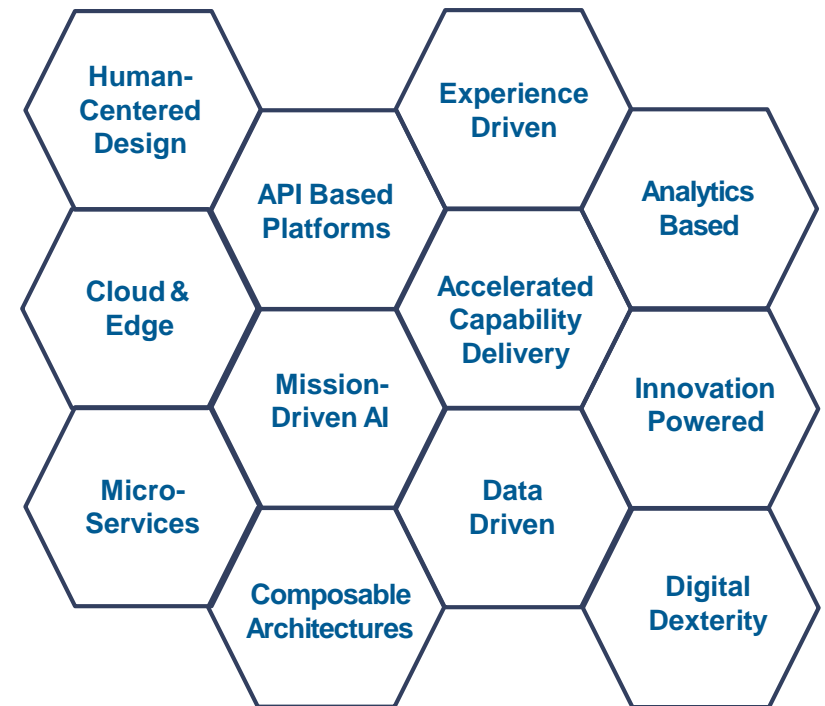 Human-
Centered
Design
Experience
Driven
API Based
Platforms
Analytics
Based
Cloud &
Edge
Accelerated
Capability
Delivery
Mission-
Driven AI
Innovation
Powered
Micro-
Services
Data
Driven
Composable
Architectures
Digital
Dexterity